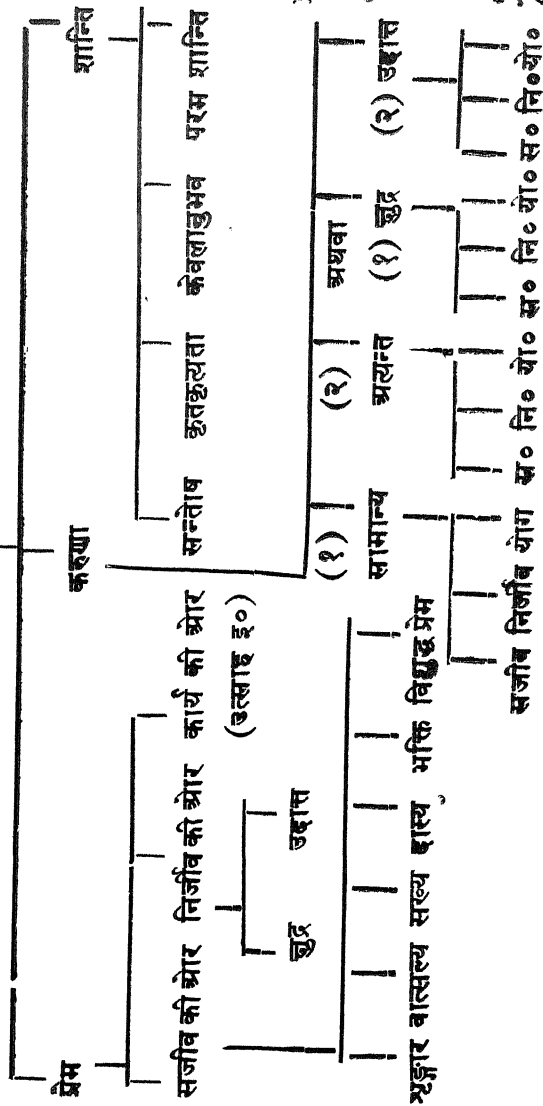 प्रेम करुणा शान्ति
सजीव की ओर निर्जीव की ओर कार्य की ओर सन्तोष कृतकृत्यता केवलानुभव परम शान्ति
(उत्साह इ०)
क्षुद्र उदात्त
(१) (२) अथवा
सामान्य अत्यन्त (१) क्षुद्र (२) उदात्त
शृङ्गार वात्सल्य सख्य दास्य भक्ति विशुद्ध प्रेम
सजीव निर्जीव योग स० नि० यो० स० नि० यो० स० नि० यो०